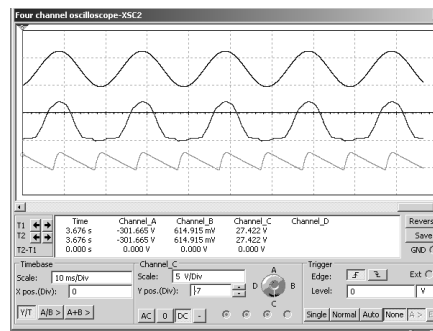 Four channel oscilloscope-XSC2
Time Channel_A Channel_B Channel_C Channel_D
T1 3.676 s -301.665 V 614.915 mV 27.422 V
T2 3.676 s -301.665 V 614.915 mV 27.422 V
T2-T1 0.000 s 0.000 V 0.000 V 0.000 V
Revers
Save
GND
Timebase
Scale: 10 ms/Div
X pos.(Div): 0
Y/T A/B > A+B >
Channel_C
Scale: 5 V/Div
Y pos.(Div): -7
AC 0 DC -
A
B
C
D
Trigger
Edge: Ext
Level: 0 V
Single Normal Auto None A >